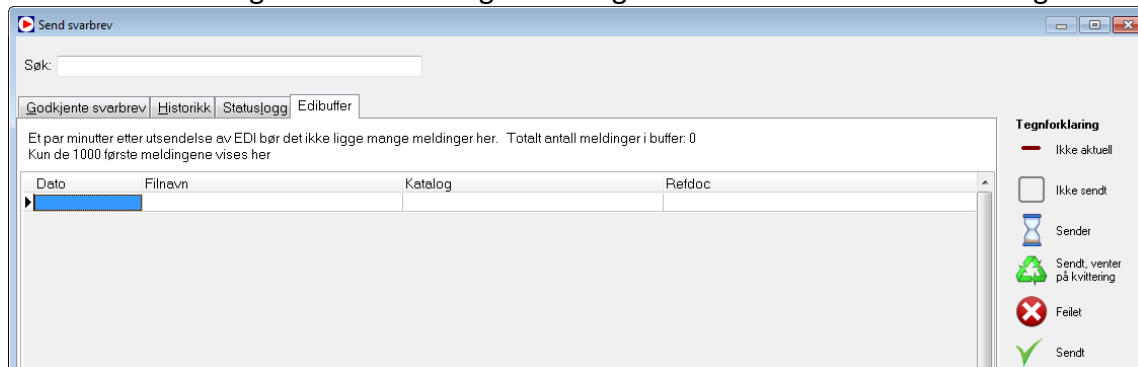 Send svarbrev
Søk:
Godkjente svarbrev Historikk Statuslogg Edibuffer
Et par minutter etter utsendelse av EDI bør det ikke ligge mange meldinger her. Totalt antall meldinger i buffer: 0
Kun de 1000 første meldingene vises her
Dato Filnavn Katalog Refdoc
Tegnforklaring
Ikke aktuell
Ikke sendt
Sender
Sendt, venter
på kvittering
Feilet
Sendt